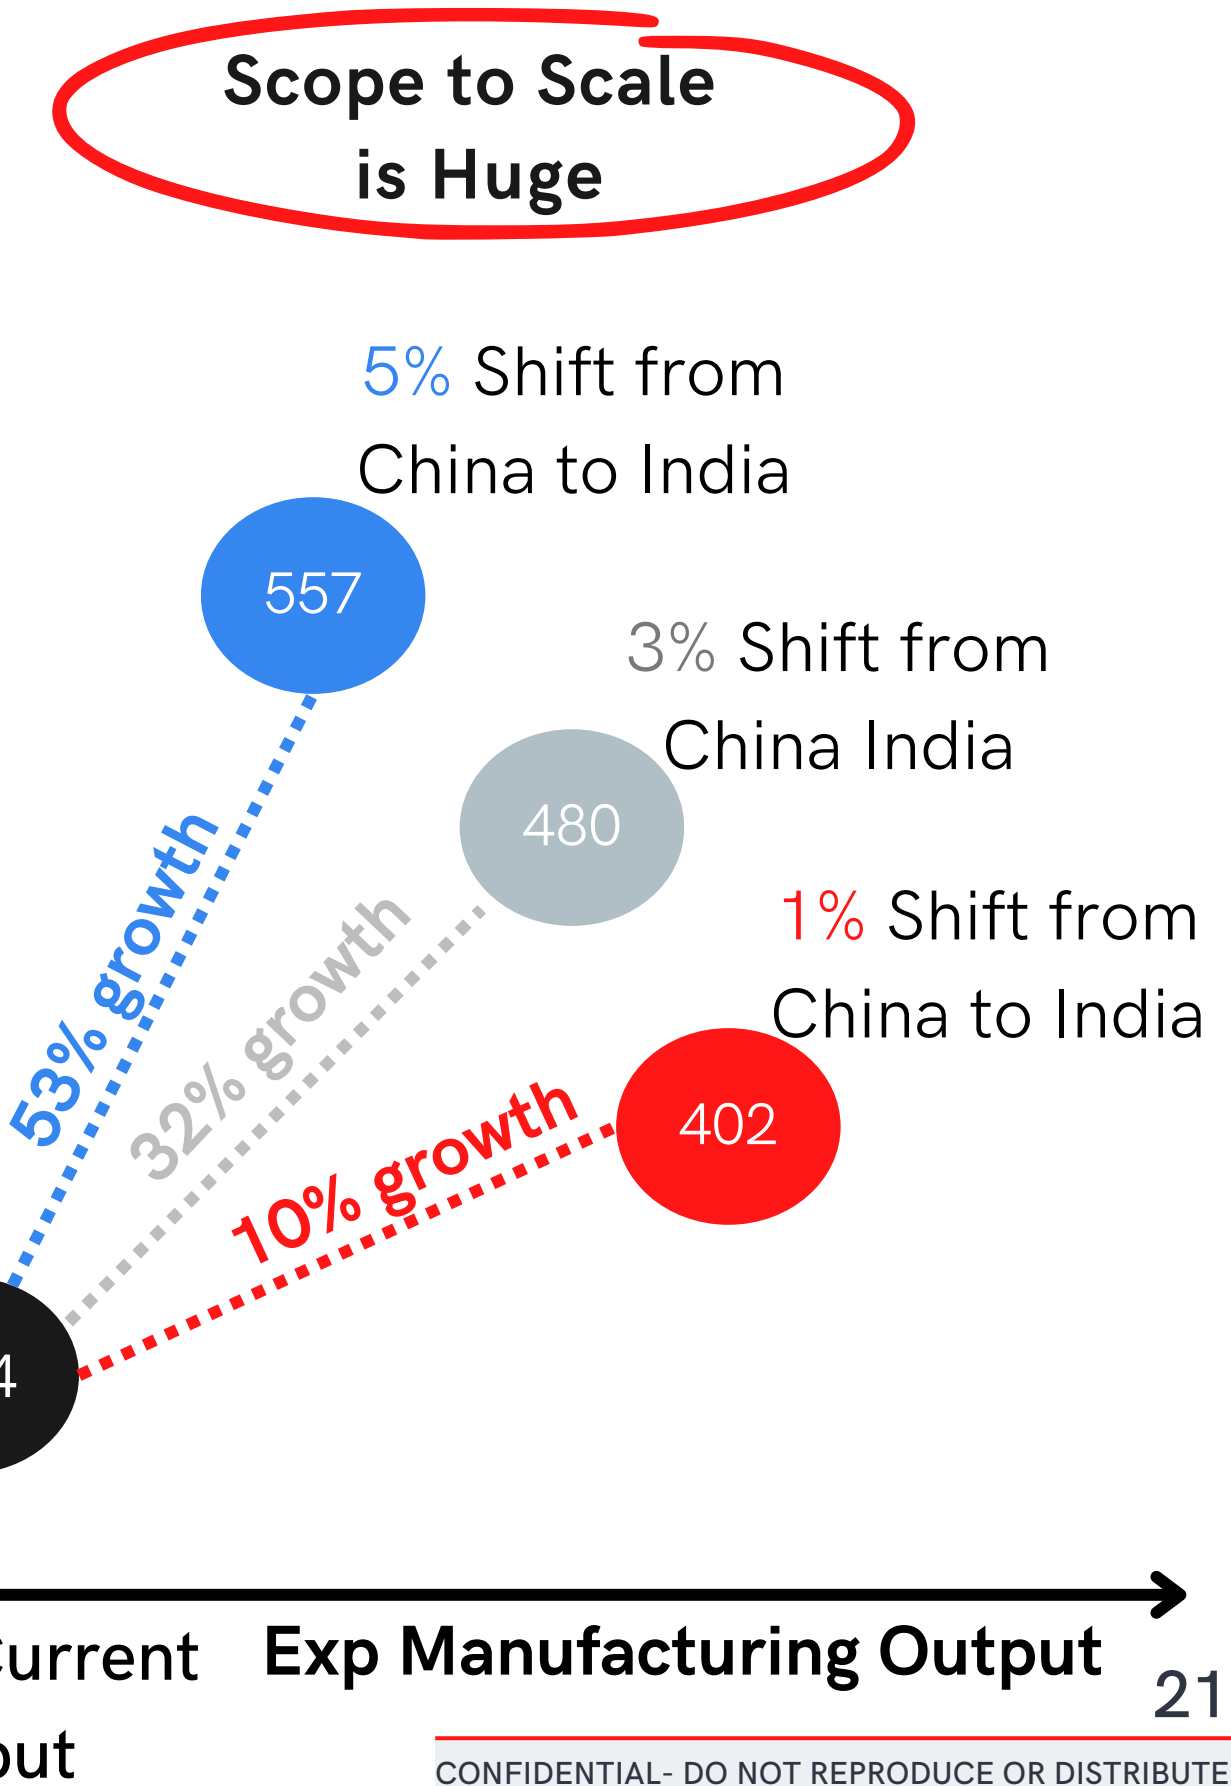 Scope to Scale
is Huge
5% Shift from
China to India
557
3% Shift from
China India
480
1% Shift from
China to India
402
53% growth
32% growth
10% growth
4
Current
Exp Manufacturing Output
21
CONFIDENTIAL- DO NOT REPRODUCE OR DISTRIBUTE